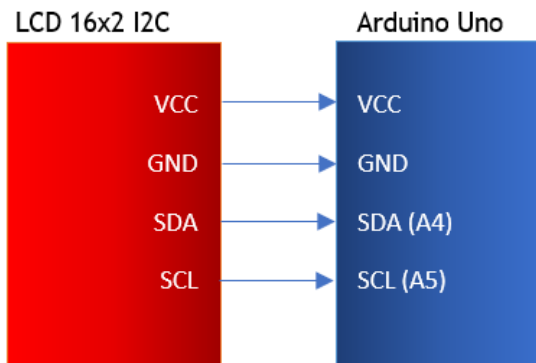 LCD 16x2 I2C Arduino Uno
VCC VCC
GND GND
SDA SDA (A4)
SCL SCL (A5)